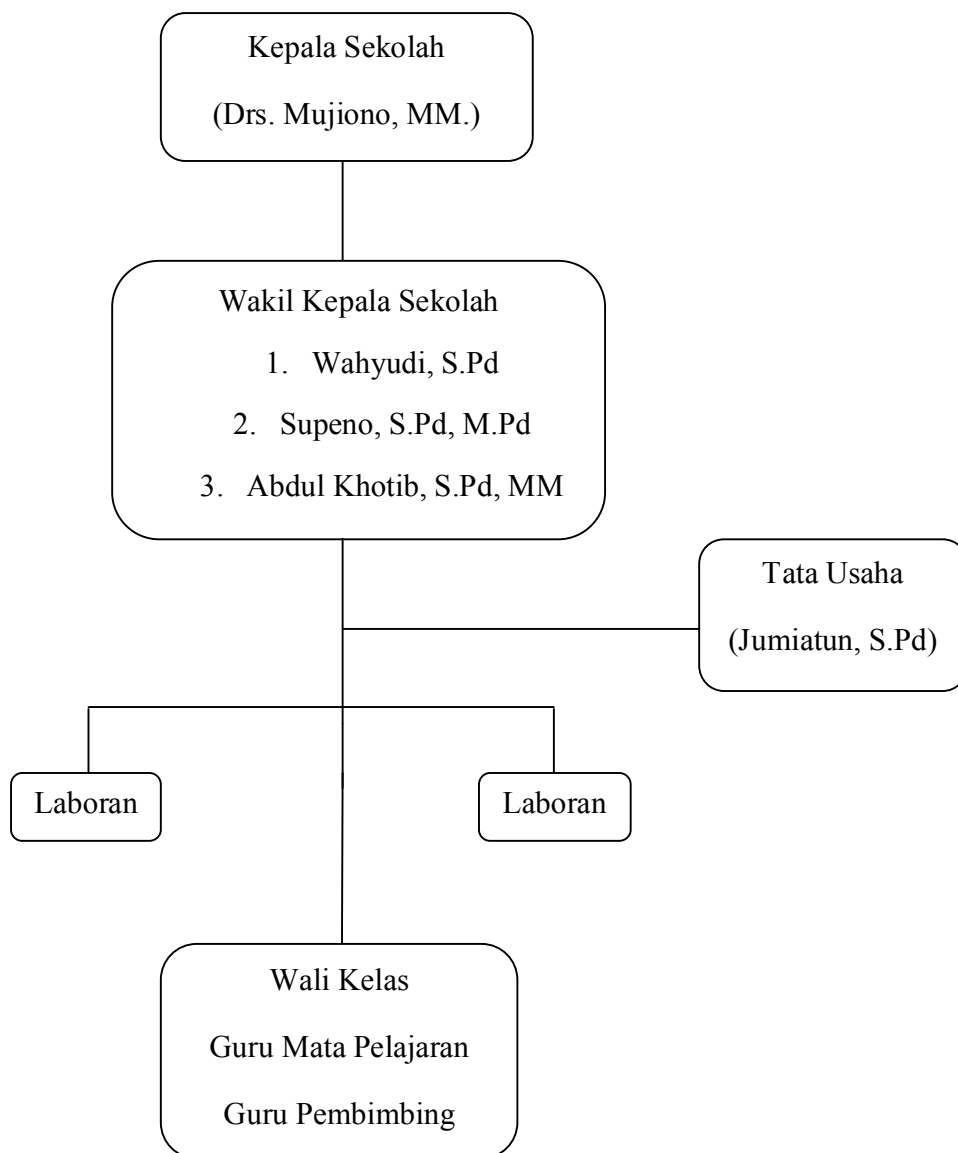 Kepala Sekolah
(Drs. Mujiono, MM.)
Wakil Kepala Sekolah
1. Wahyudi, S.Pd
2. Supeno, S.Pd, M.Pd
3. Abdul Khotib, S.Pd, MM
Tata Usaha
(Jumiatun, S.Pd)
Laboran
Laboran
Wali Kelas
Guru Mata Pelajaran
Guru Pembimbing